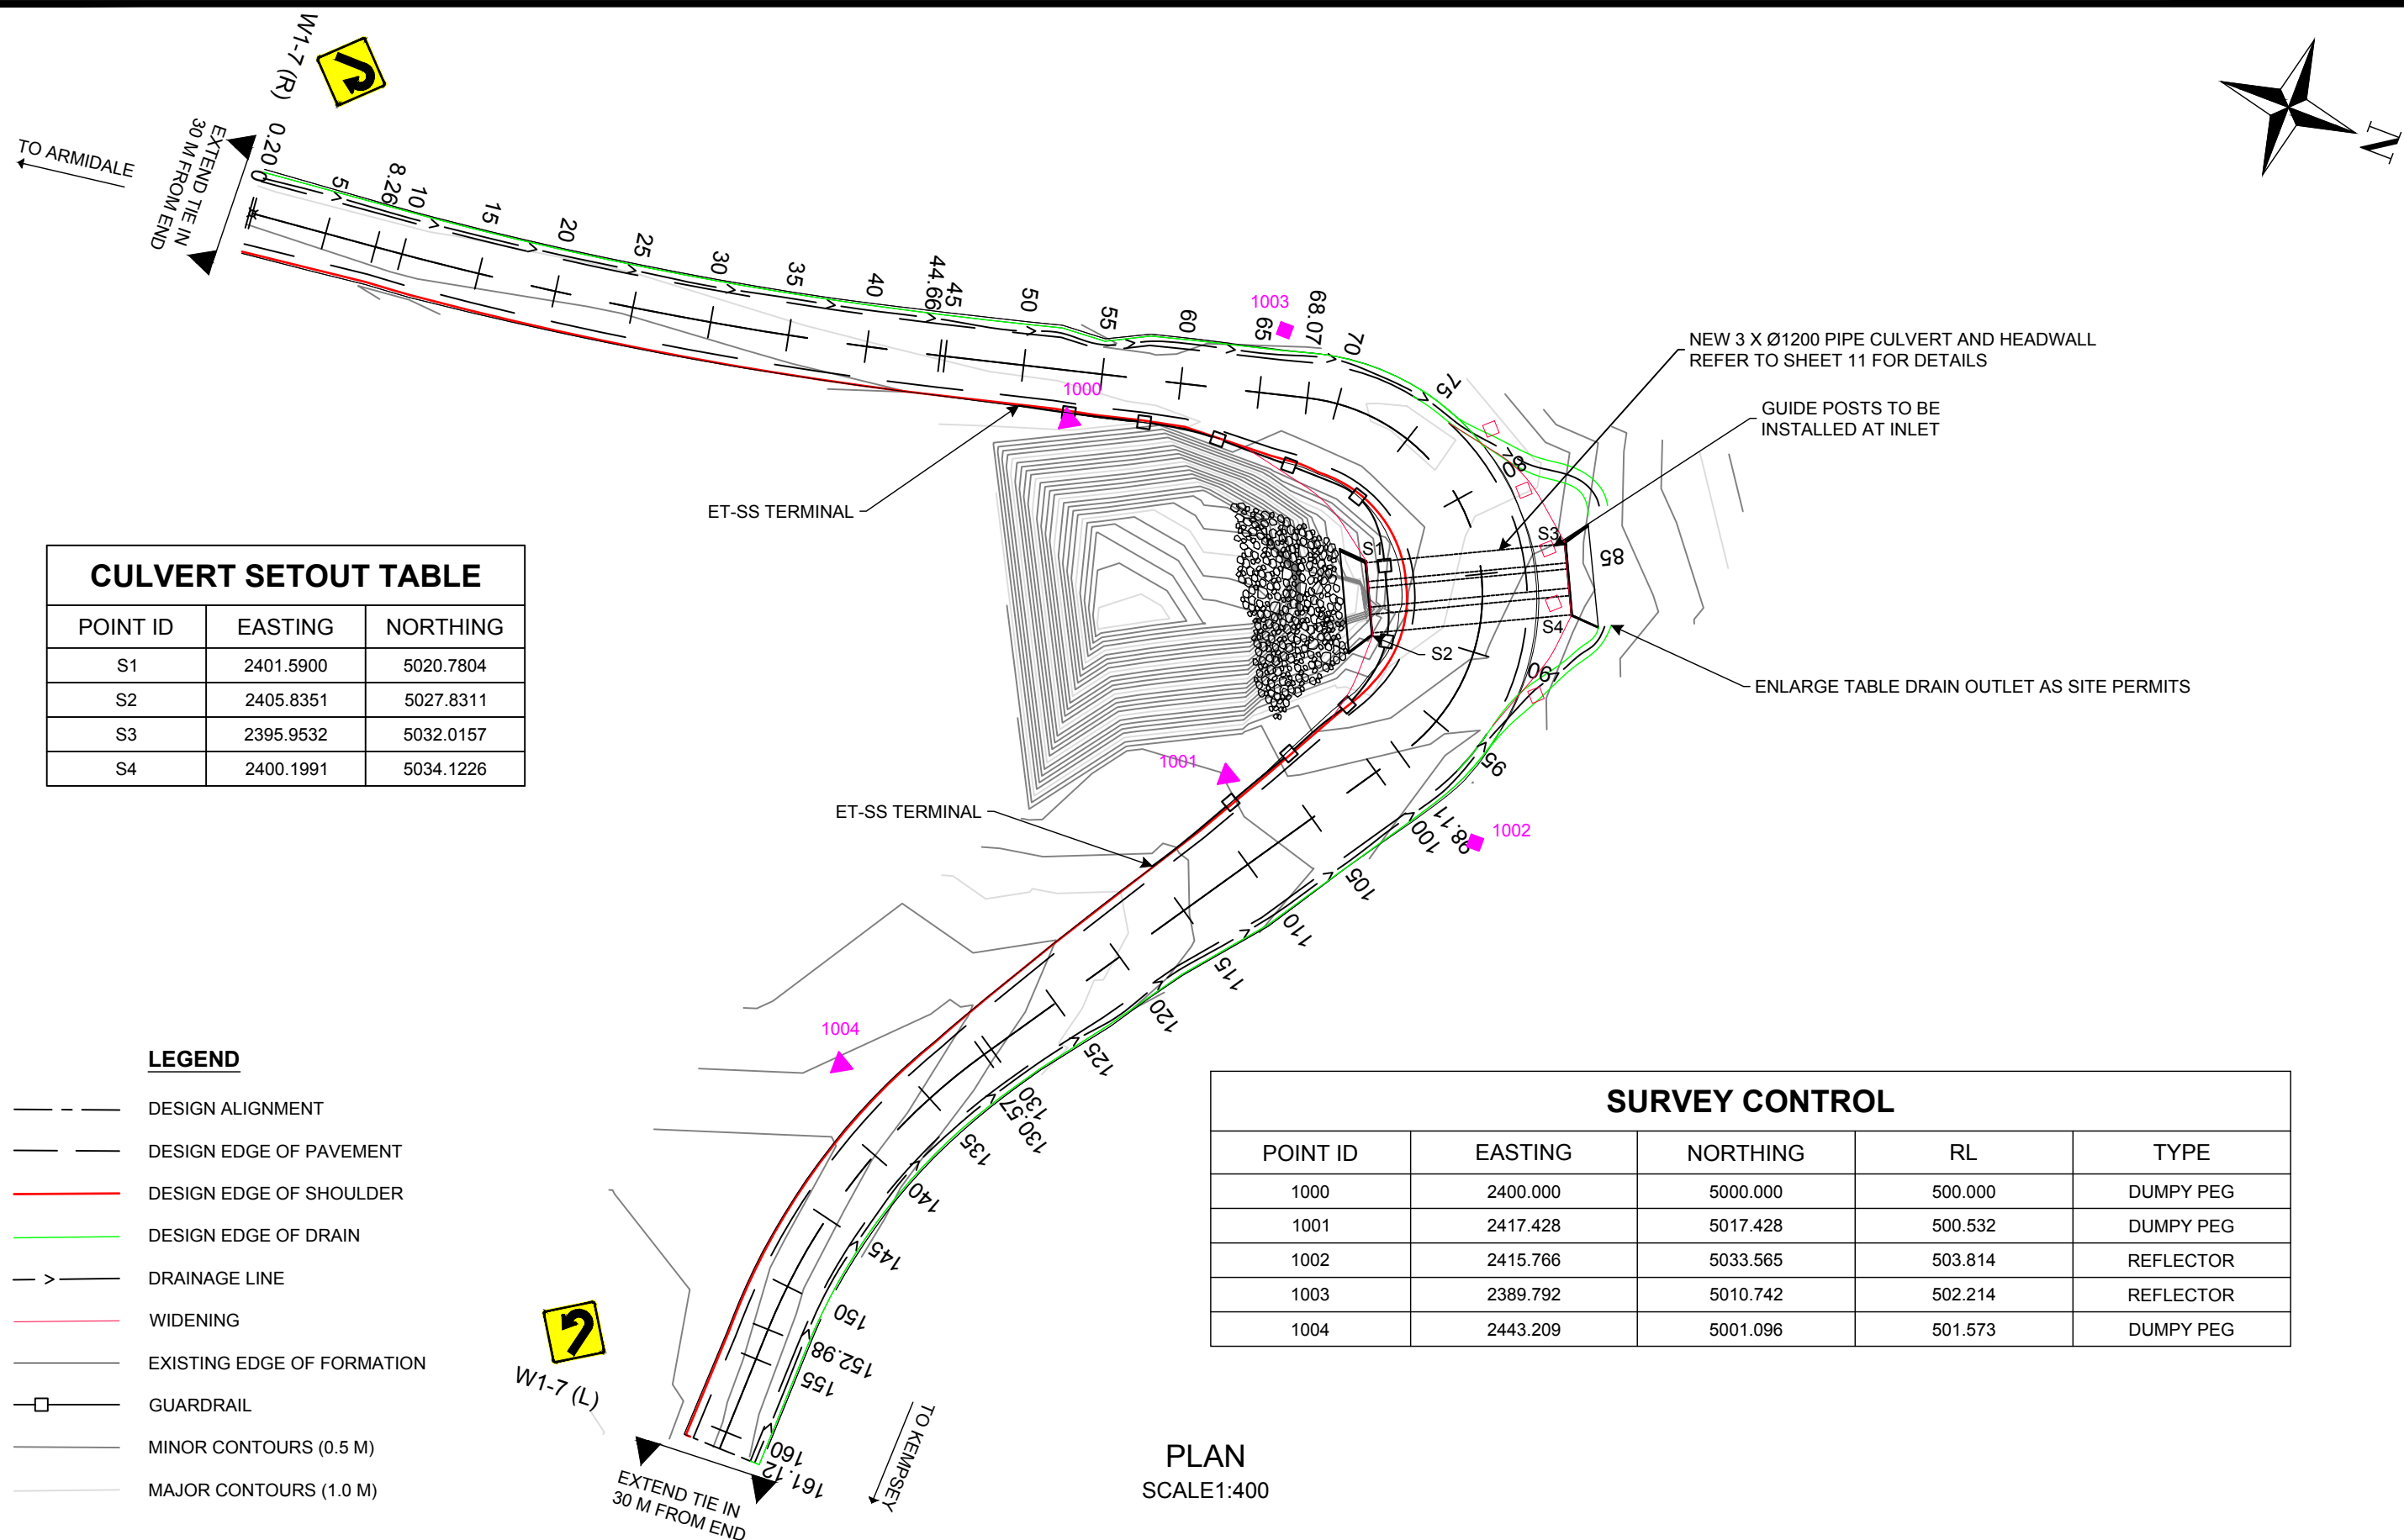 W1-7 (R)
TO ARMIDALE
EXTEND TIE IN
30 M FROM END
0.20
0
5
8.26
10
15
20
25
30
35
40
44.66
45
50
55
60
65
68.07
70
75
80
85
90
95
98.11
100
105
110
115
120
125
130
130.57
135
140
145
150
152.98
155
160
161.12
N
1003
1000
NEW 3 X Ø1200 PIPE CULVERT AND HEADWALL
REFER TO SHEET 11 FOR DETAILS
GUIDE POSTS TO BE
INSTALLED AT INLET
ET-SS TERMINAL
S1
S3
S2
S4
ENLARGE TABLE DRAIN OUTLET AS SITE PERMITS
1001
ET-SS TERMINAL
1002
1004
CULVERT SETOUT TABLE
POINT ID EASTING NORTHING
S1 2401.5900 5020.7804
S2 2405.8351 5027.8311
S3 2395.9532 5032.0157
S4 2400.1991 5034.1226
LEGEND
DESIGN ALIGNMENT
DESIGN EDGE OF PAVEMENT
DESIGN EDGE OF SHOULDER
DESIGN EDGE OF DRAIN
DRAINAGE LINE
WIDENING
EXISTING EDGE OF FORMATION
GUARDRAIL
MINOR CONTOURS (0.5 M)
MAJOR CONTOURS (1.0 M)
W1-7 (L)
EXTEND TIE IN
30 M FROM END
TO KEMPSEY
PLAN
SCALE1:400
SURVEY CONTROL
POINT ID EASTING NORTHING RL TYPE
1000 2400.000 5000.000 500.000 DUMPY PEG
1001 2417.428 5017.428 500.532 DUMPY PEG
1002 2415.766 5033.565 503.814 REFLECTOR
1003 2389.792 5010.742 502.214 REFLECTOR
1004 2443.209 5001.096 501.573 DUMPY PEG